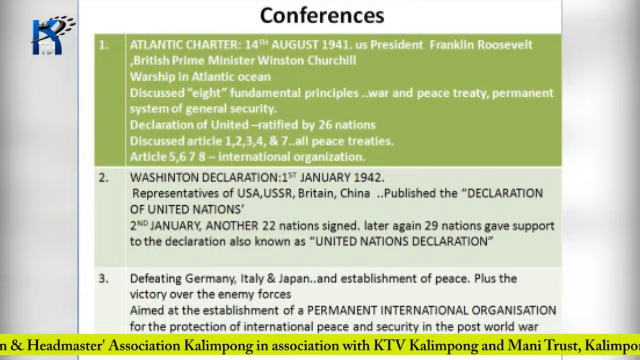 Conferences
1. ATLANTIC CHARTER: 14TH AUGUST 1941. us President Franklin Roosevelt
,British Prime Minister Winston Churchill
Warship in Atlantic ocean
Discussed “eight” fundamental principles ..war and peace treaty, permanent
system of general security.
Declaration of United –ratified by 26 nations
Discussed article 1,2,3,4, & 7..all peace treaties.
Article 5,6 7 8 – international organization.
2. WASHINTON DECLARATION:1ST JANUARY 1942.
Representatives of USA,USSR, Britain, China ..Published the “DECLARATION
OF UNITED NATIONS’
2ND JANUARY, ANOTHER 22 nations signed. later again 29 nations gave support
to the declaration also known as “UNITED NATIONS DECLARATION”
3. Defeating Germany, Italy & Japan..and establishment of peace. Plus the
victory over the enemy forces
Aimed at the establishment of a PERMANENT INTERNATIONAL ORGANISATION
for the protection of international peace and security in the post world war
n & Headmaster' Association Kalimpong in association with KTV Kalimpong and Mani Trust, Kalimpo